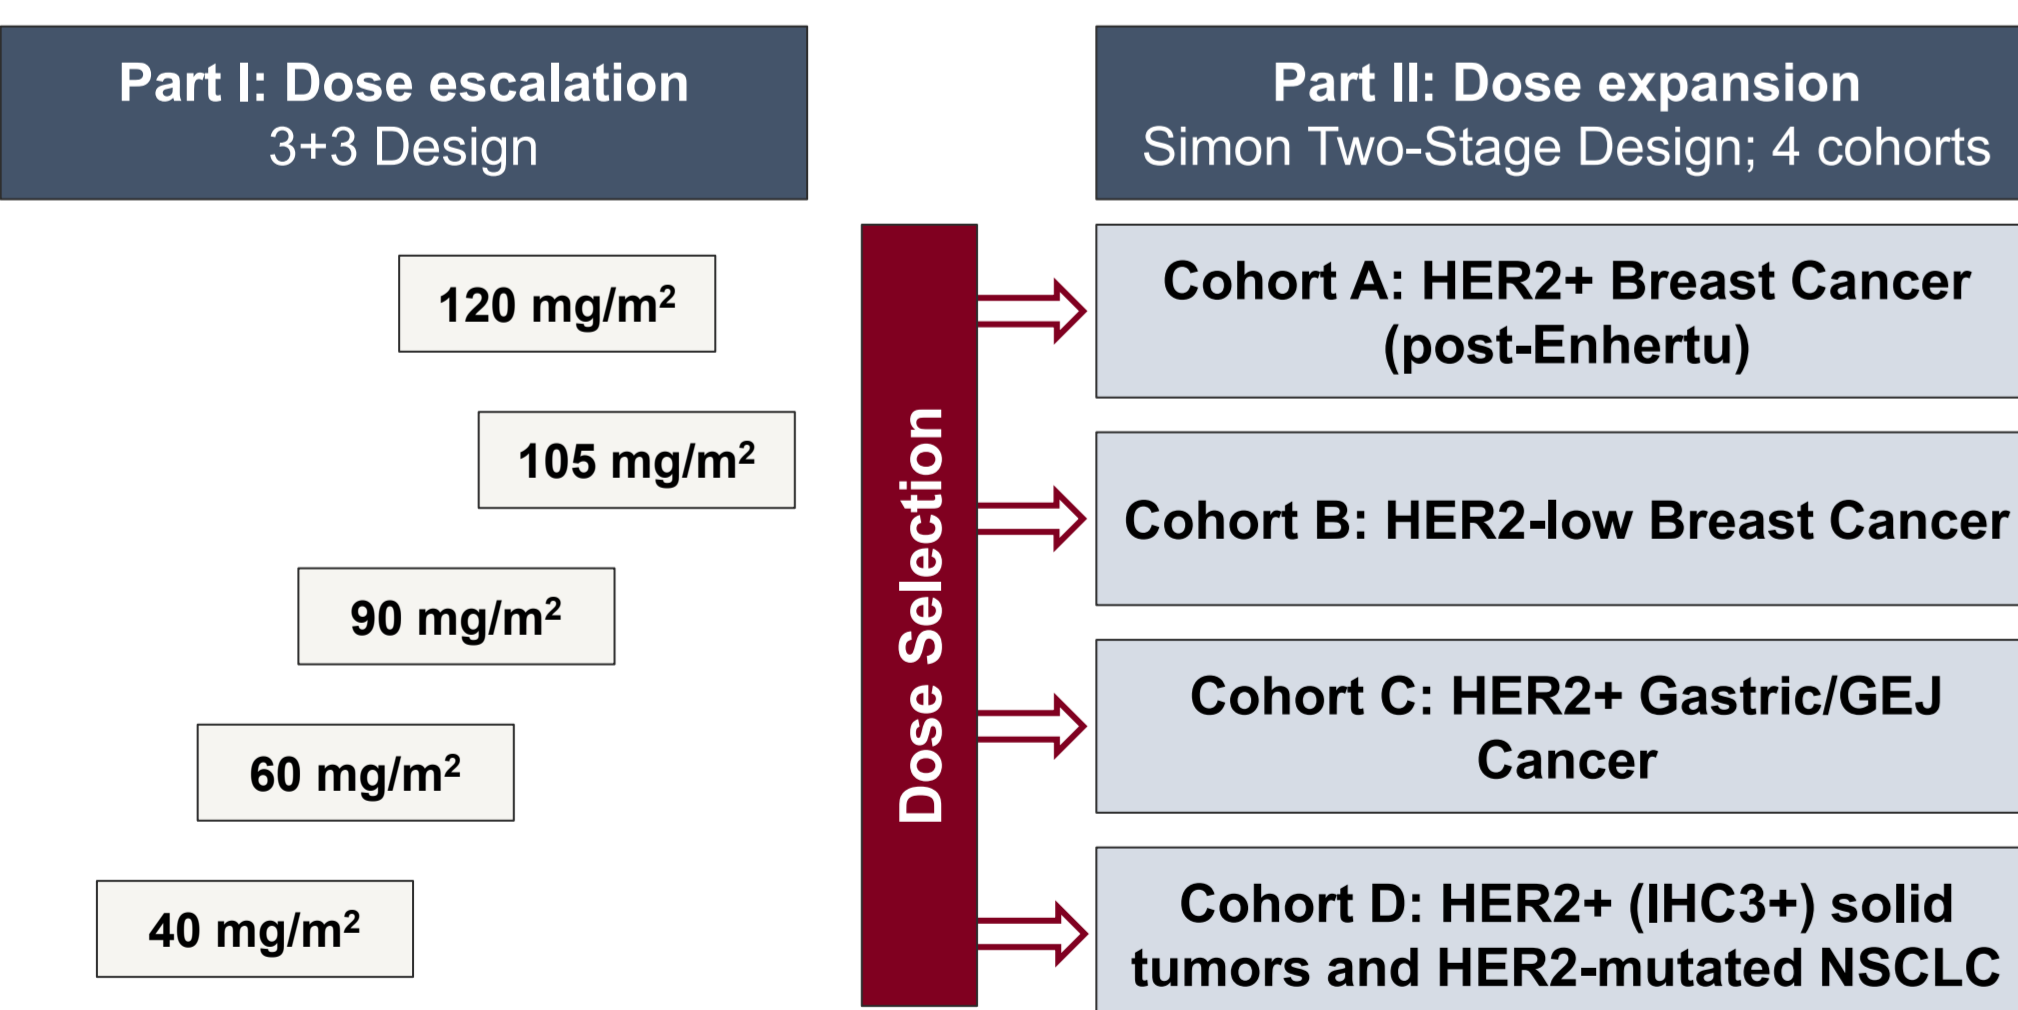 Part I: Dose escalation
3+3 Design
120 mg/m²
105 mg/m²
90 mg/m²
60 mg/m²
40 mg/m²
Dose Selection
Part II: Dose expansion
Simon Two-Stage Design; 4 cohorts
Cohort A: HER2+ Breast Cancer
(post-Enhertu)
Cohort B: HER2-low Breast Cancer
Cohort C: HER2+ Gastric/GEJ
Cancer
Cohort D: HER2+ (IHC3+) solid
tumors and HER2-mutated NSCLC